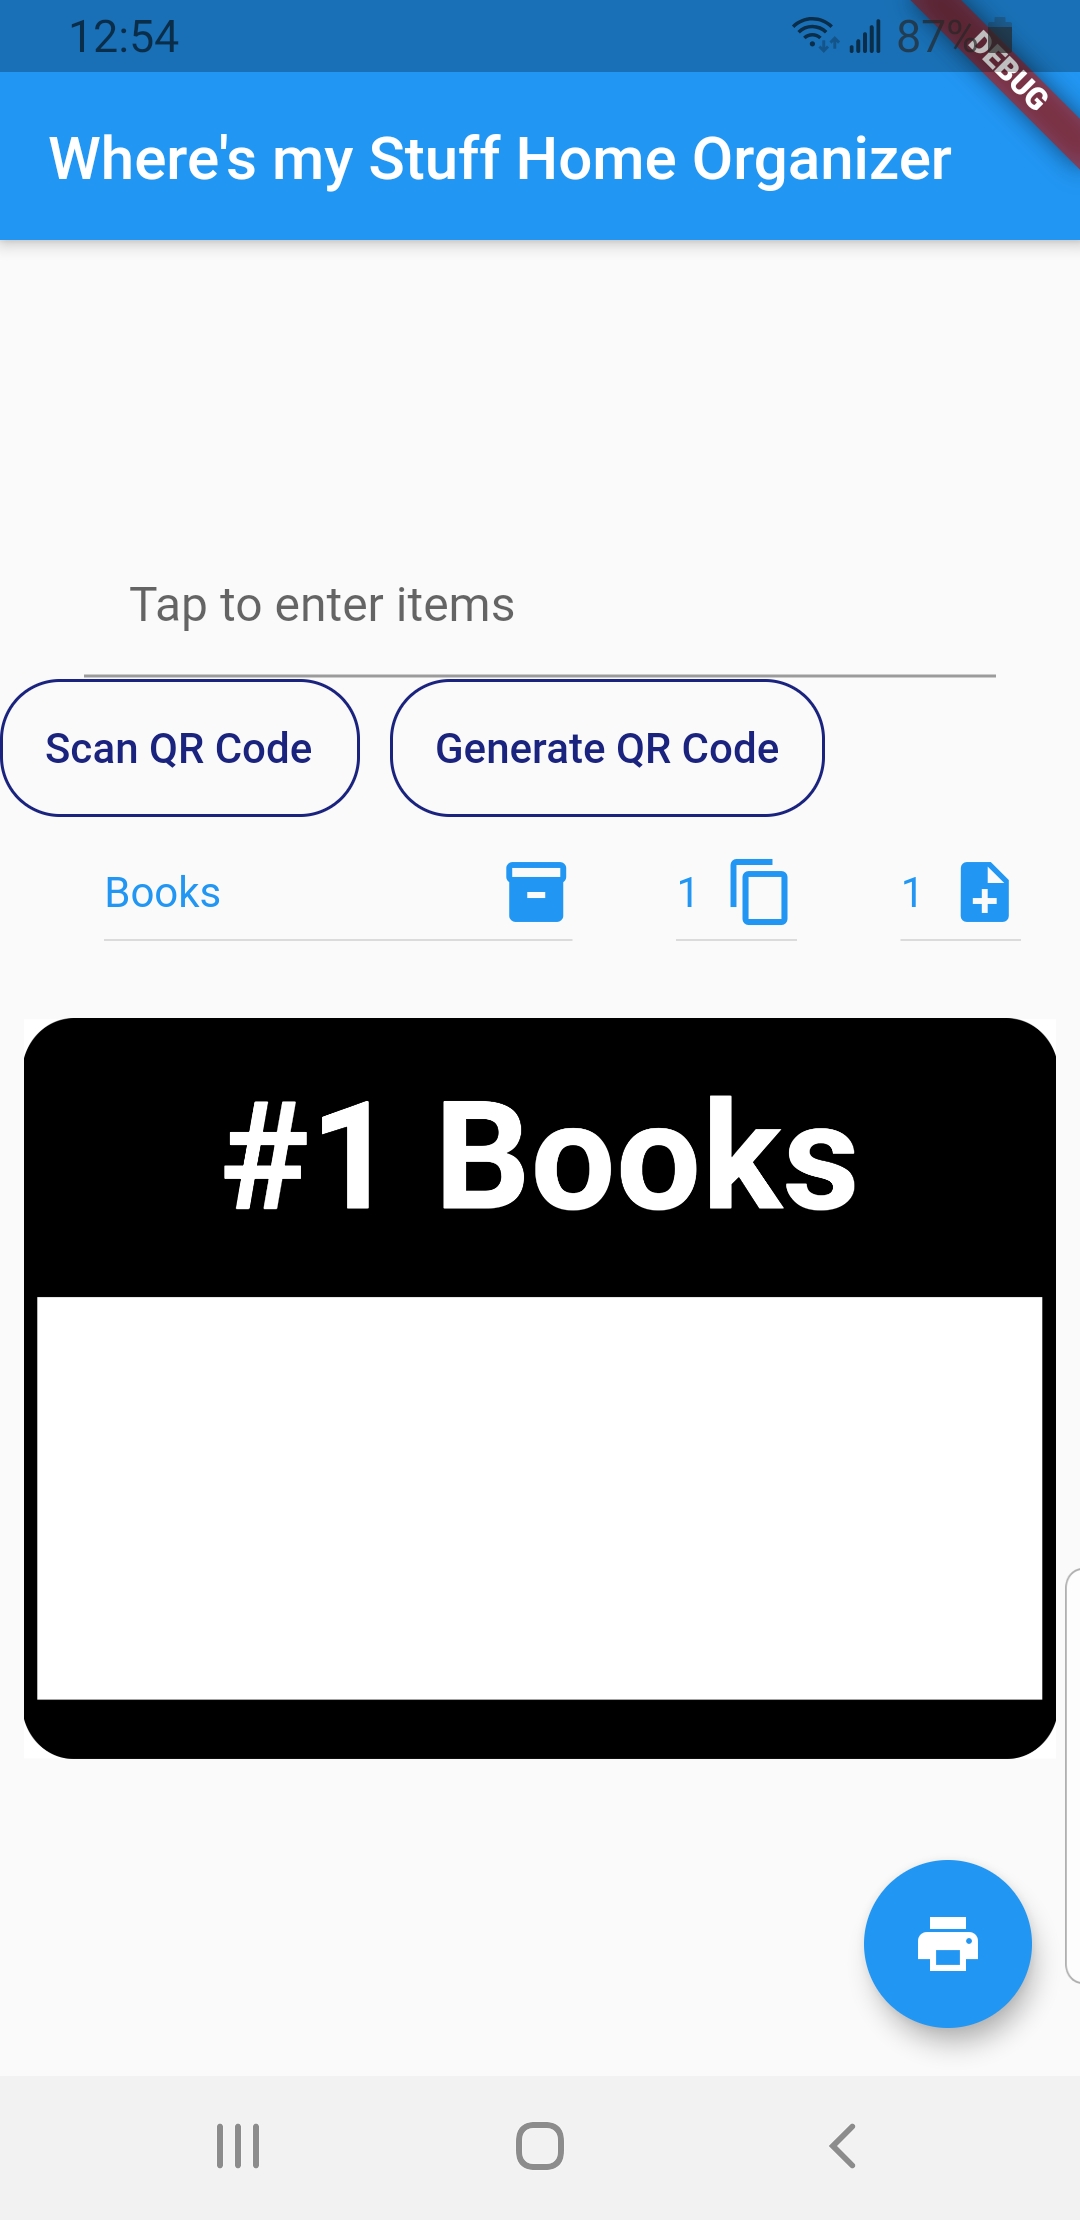 12:54
87%
DEBUG
Where's my Stuff Home Organizer
Tap to enter items
Scan QR Code
Generate QR Code
Books
1
1
#1 Books